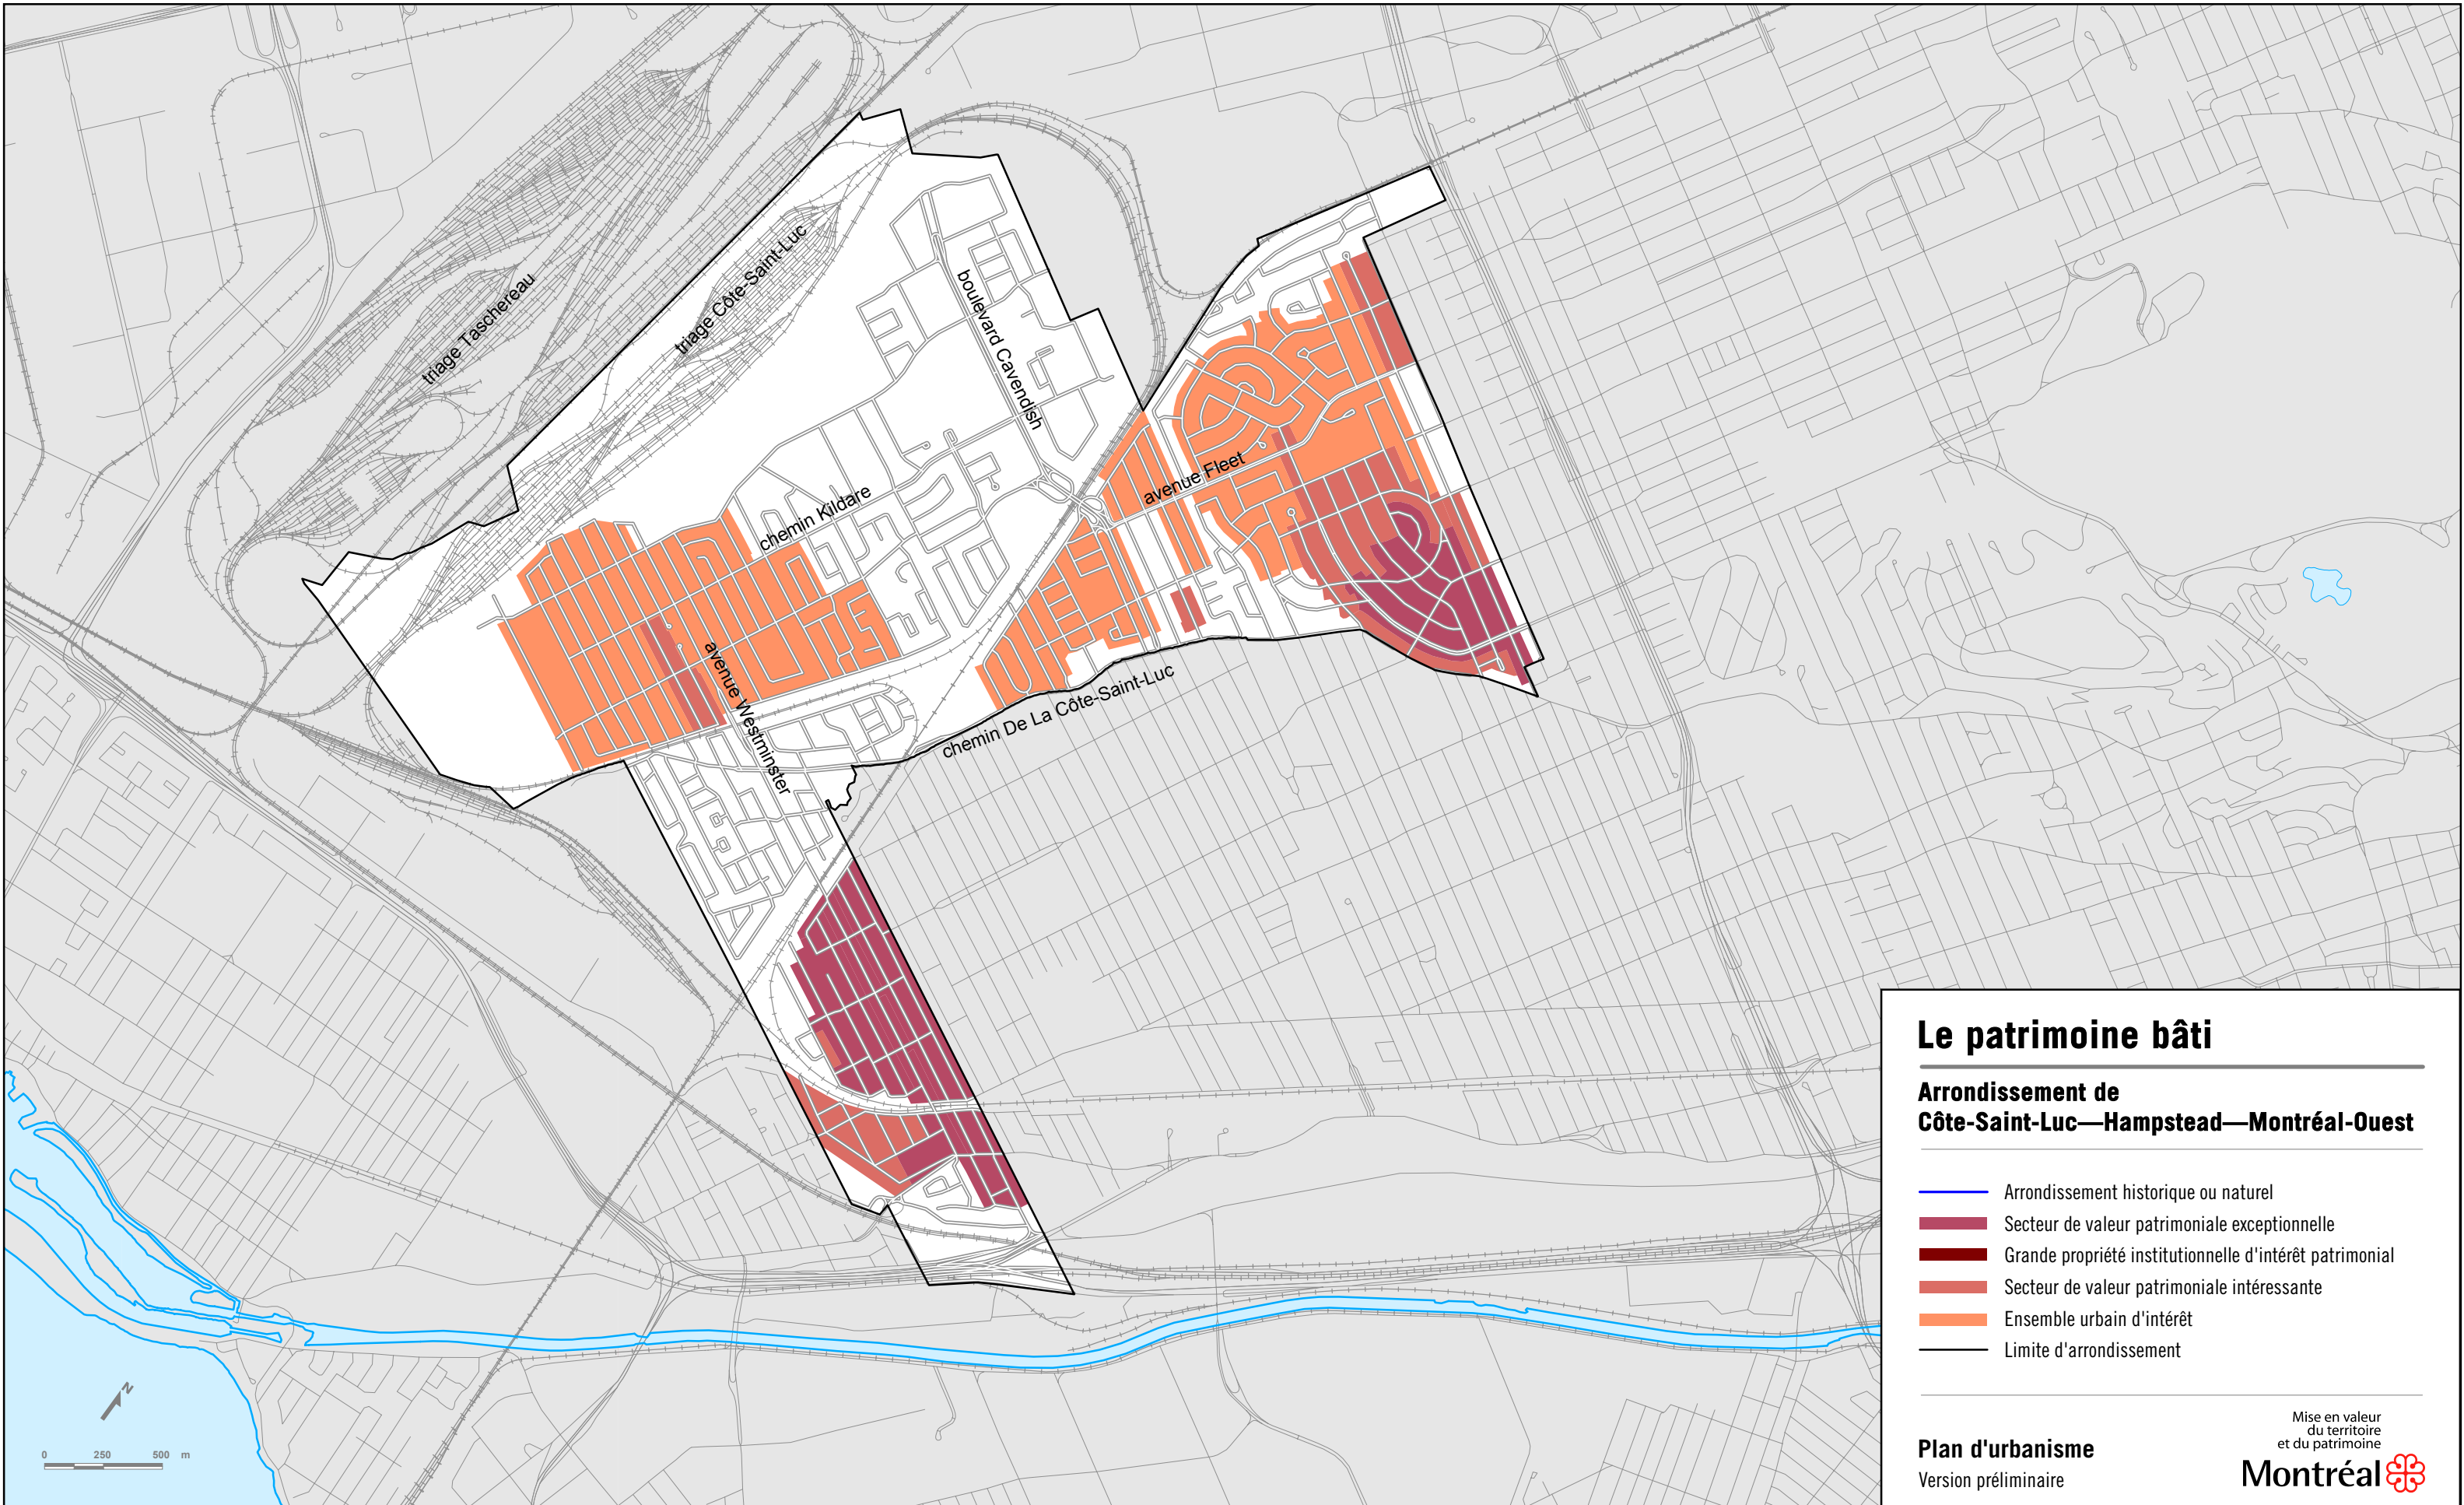 triage Taschereau
triage Côte-Saint-Luc
boulevard Cavendish
chemin Kildare
avenue Fleet
avenue Westminster
chemin De La Côte-Saint-Luc
N
0 250 500 m
Le patrimoine bâti
Arrondissement de
Côte-Saint-Luc—Hampstead—Montréal-Ouest
Arrondissement historique ou naturel
Secteur de valeur patrimoniale exceptionnelle
Grande propriété institutionnelle d'intérêt patrimonial
Secteur de valeur patrimoniale intéressante
Ensemble urbain d'intérêt
Limite d'arrondissement
Plan d'urbanisme
Version préliminaire
Mise en valeur
du territoire
et du patrimoine
Montréal